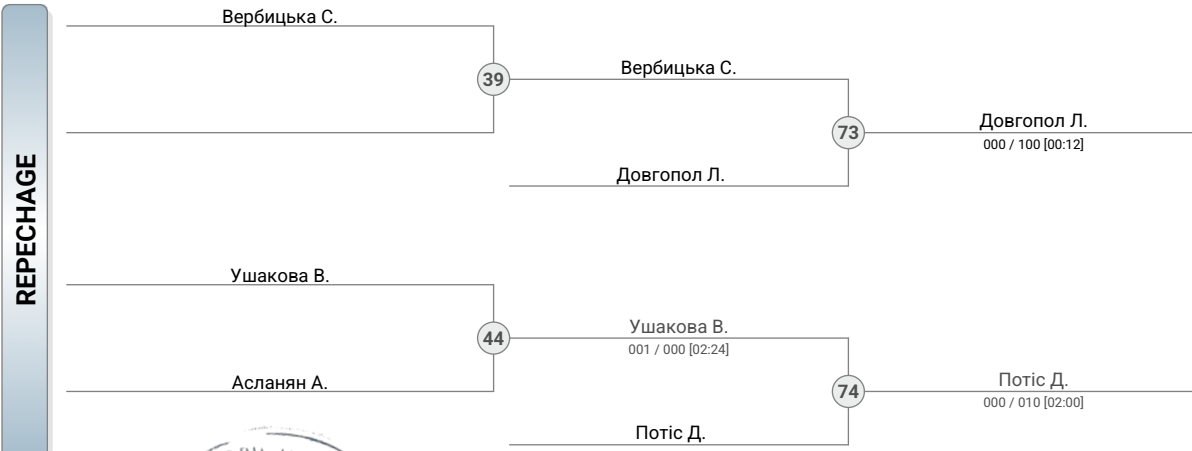 REPECHAGE
Вербицька С.
39
Вербицька С.
73
Довгопол Л.
000 / 100 [00:12]
Довгопол Л.
Ушакова В.
44
Ушакова В.
001 / 000 [02:24]
Асланян А.
74
Потіс Д.
000 / 010 [02:00]
Потіс Д.